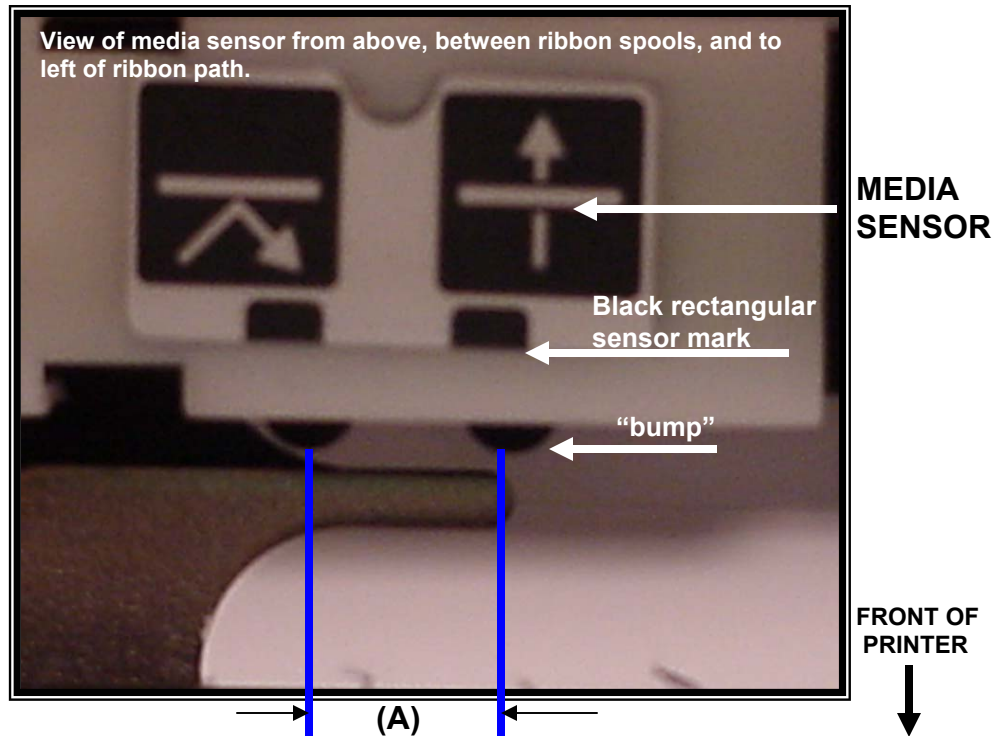 View of media sensor from above, between ribbon spools, and to
left of ribbon path.
MEDIA
SENSOR
Black rectangular
sensor mark
“bump”
FRONT OF
PRINTER
(A)